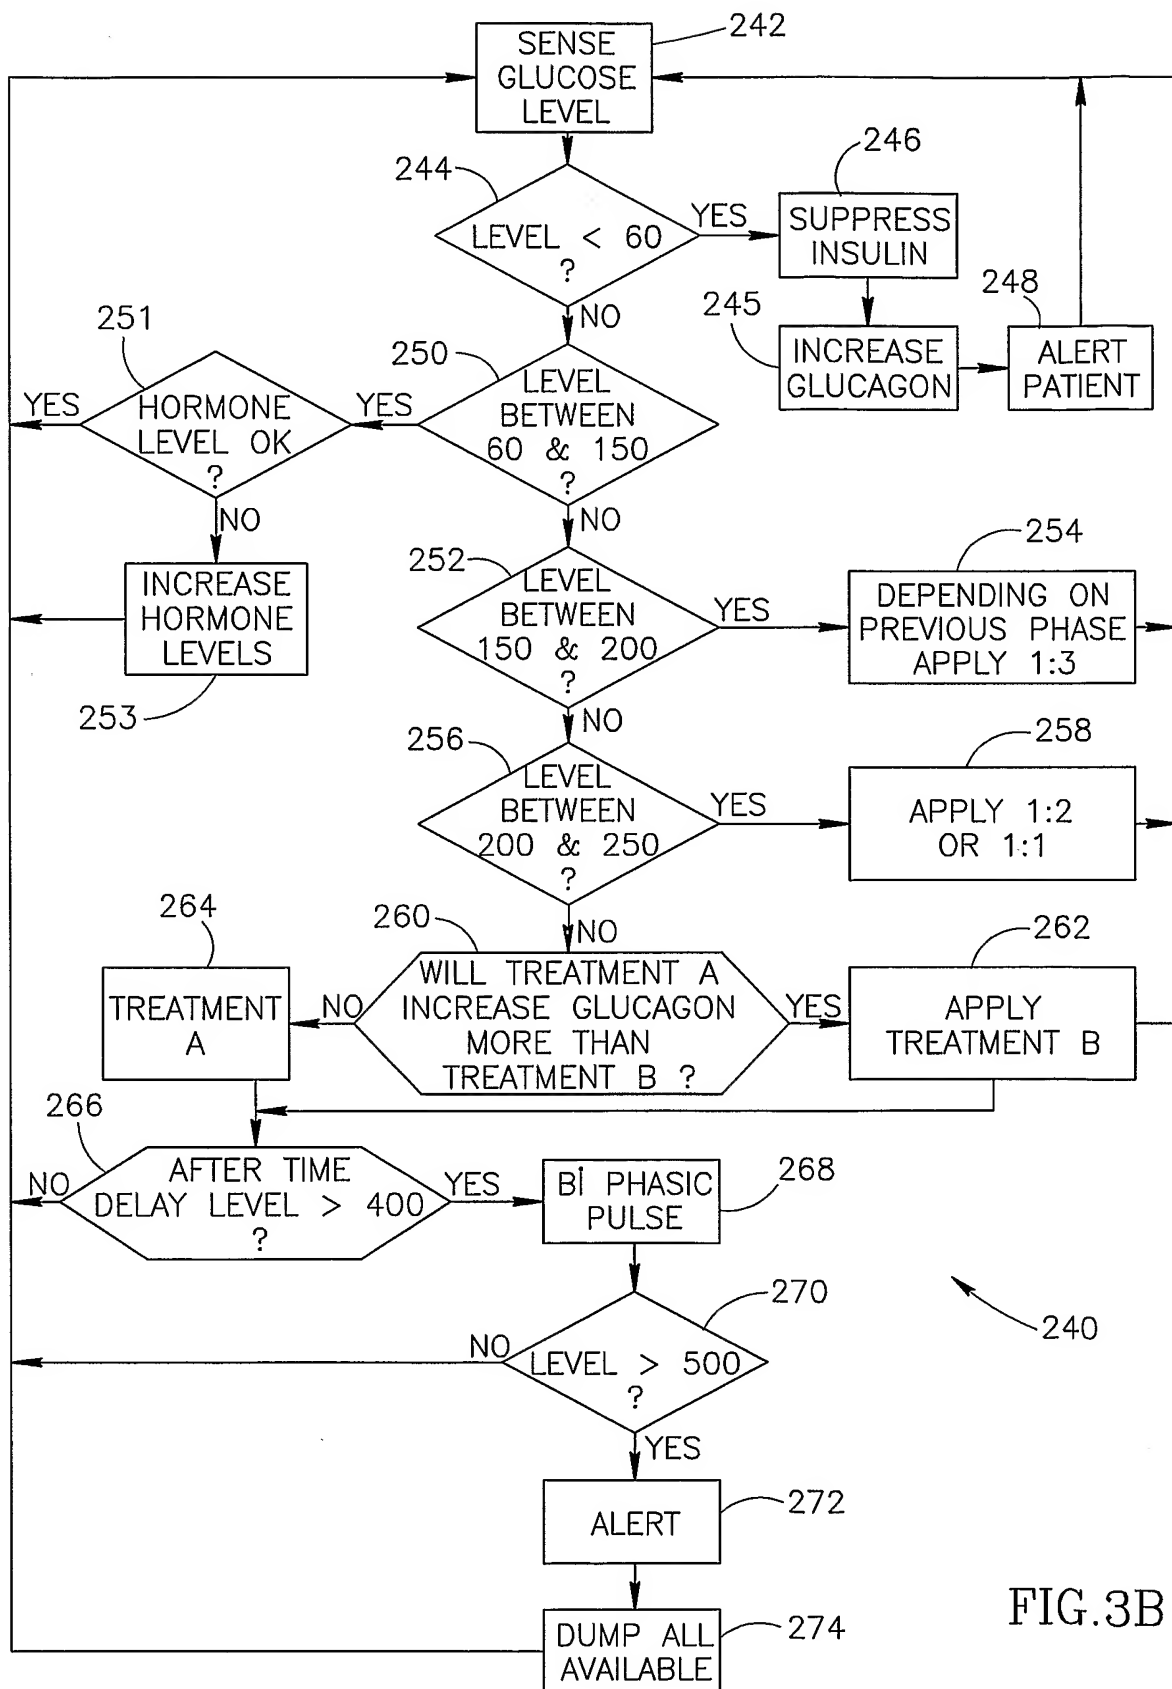 242
SENSE
GLUCOSE
LEVEL
244
246
LEVEL < 60
?
YES
SUPPRESS
INSULIN
NO
245
248
INCREASE
GLUCAGON
ALERT
PATIENT
251
250
YES
HORMONE
LEVEL OK
?
YES
LEVEL
BETWEEN
60 & 150
?
NO
NO
INCREASE
HORMONE
LEVELS
253
252
LEVEL
BETWEEN
150 & 200
?
YES
254
DEPENDING ON
PREVIOUS PHASE
APPLY 1:3
NO
256
LEVEL
BETWEEN
200 & 250
?
YES
258
APPLY 1:2
OR 1:1
NO
264
260
262
TREATMENT
A
NO
WILL TREATMENT A
INCREASE GLUCAGON
MORE THAN
TREATMENT B ?
YES
APPLY
TREATMENT B
266
NO
AFTER TIME
DELAY LEVEL > 400
?
YES
BI PHASIC
PULSE
268
270
240
NO
LEVEL > 500
?
YES
ALERT
272
DUMP ALL
AVAILABLE
274
FIG.3B